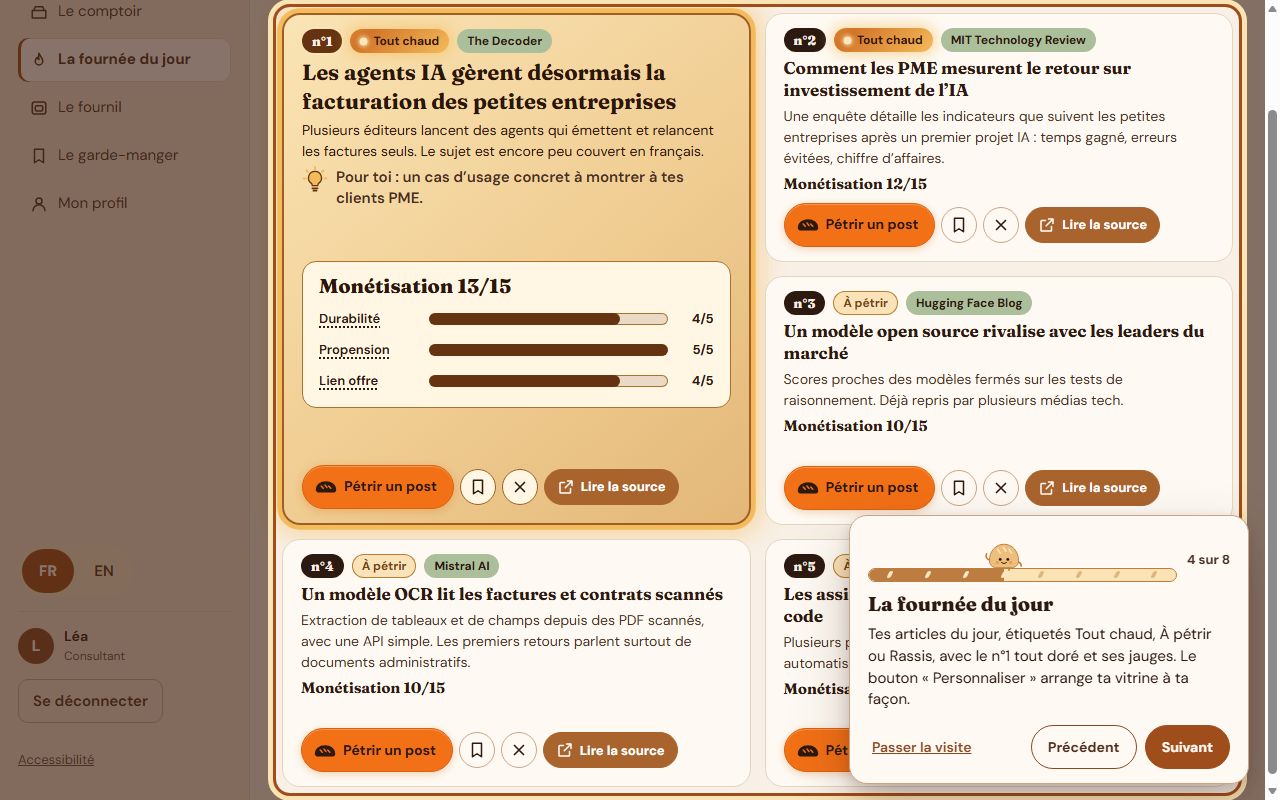 Le comptoir
La fournée du jour
Le fournil
Le garde-manger
Mon profil
FR
EN
L
Léa
Consultant
Se déconnecter
Accessibilité
n°1
Tout chaud
The Decoder
Les agents IA gèrent désormais la
facturation des petites entreprises
Plusieurs éditeurs lancent des agents qui émettent et relancent
les factures seuls. Le sujet est encore peu couvert en français.
Pour toi : un cas d’usage concret à montrer à tes
clients PME.
Monétisation 13/15
Durabilité
4/5
Propension
5/5
Lien offre
4/5
Pétrir un post
Lire la source
n°2
Tout chaud
MIT Technology Review
Comment les PME mesurent le retour sur
investissement de l’IA
Une enquête détaille les indicateurs que suivent les petites
entreprises après un premier projet IA : temps gagné, erreurs
évitées, chiffre d’affaires.
Monétisation 12/15
Pétrir un post
Lire la source
n°3
À pétrir
Hugging Face Blog
Un modèle open source rivalise avec les leaders du
marché
Scores proches des modèles fermés sur les tests de
raisonnement. Déjà repris par plusieurs médias tech.
Monétisation 10/15
Pétrir un post
Lire la source
n°4
À pétrir
Mistral AI
Un modèle OCR lit les factures et contrats scannés
Extraction de tableaux et de champs depuis des PDF scannés,
avec une API simple. Les premiers retours parlent surtout de
documents administratifs.
Monétisation 10/15
Pétrir un post
Lire la source
n°5
Les
code
4 sur 8
La fournée du jour
Tes articles du jour, étiquetés Tout chaud, À pétrir
ou Rassis, avec le n°1 tout doré et ses jauges. Le
bouton « Personnaliser » arrange ta vitrine à ta
façon.
Passer la visite
Précédent
Suivant